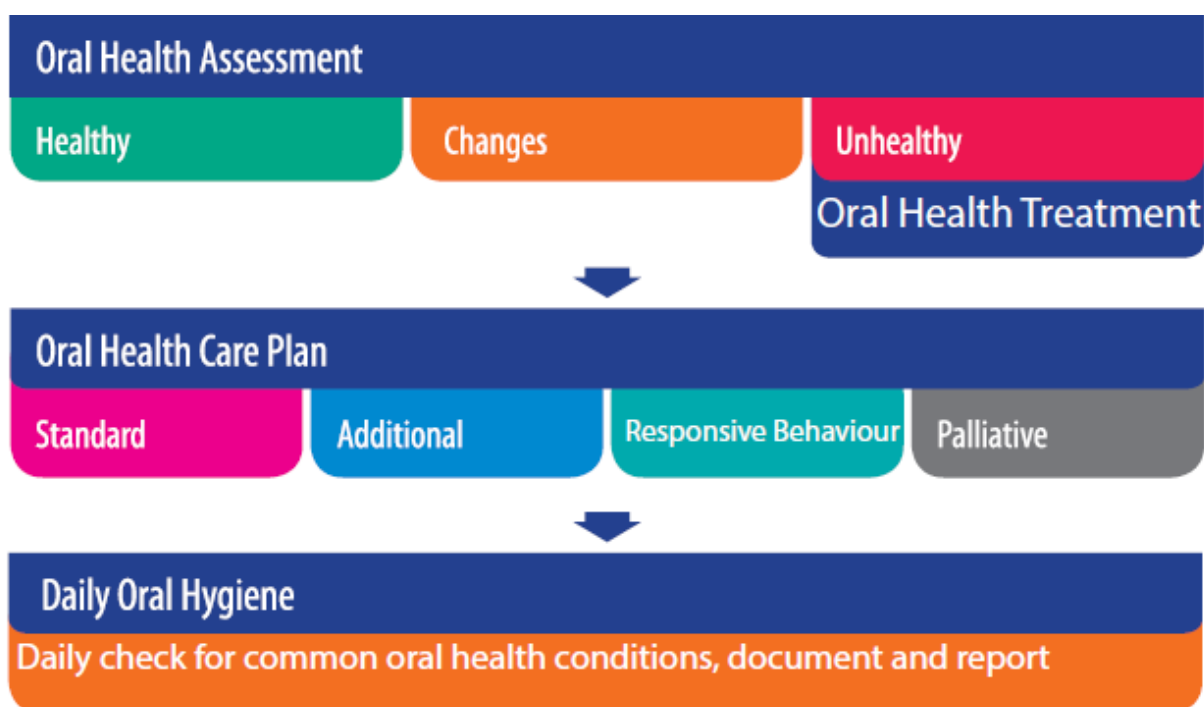 Oral Health Assessment
Healthy
Changes
Unhealthy
Oral Health Treatment
Oral Health Care Plan
Standard
Additional
Responsive Behaviour
Palliative
Daily Oral Hygiene
Daily check for common oral health conditions, document and report